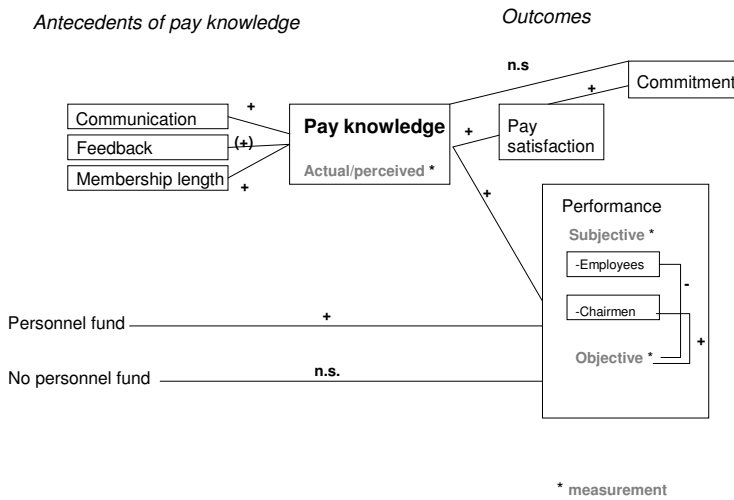 Antecedents of pay knowledge
Outcomes
n.s
Commitment
+
Communication
+
Feedback
(+)
Membership length
+
Pay knowledge
Actual/perceived *
+
Pay
satisfaction
+
Performance
Subjective *
-Employees
-
-Chairmen
+
Objective *
Personnel fund
+
No personnel fund
n.s.
* measurement